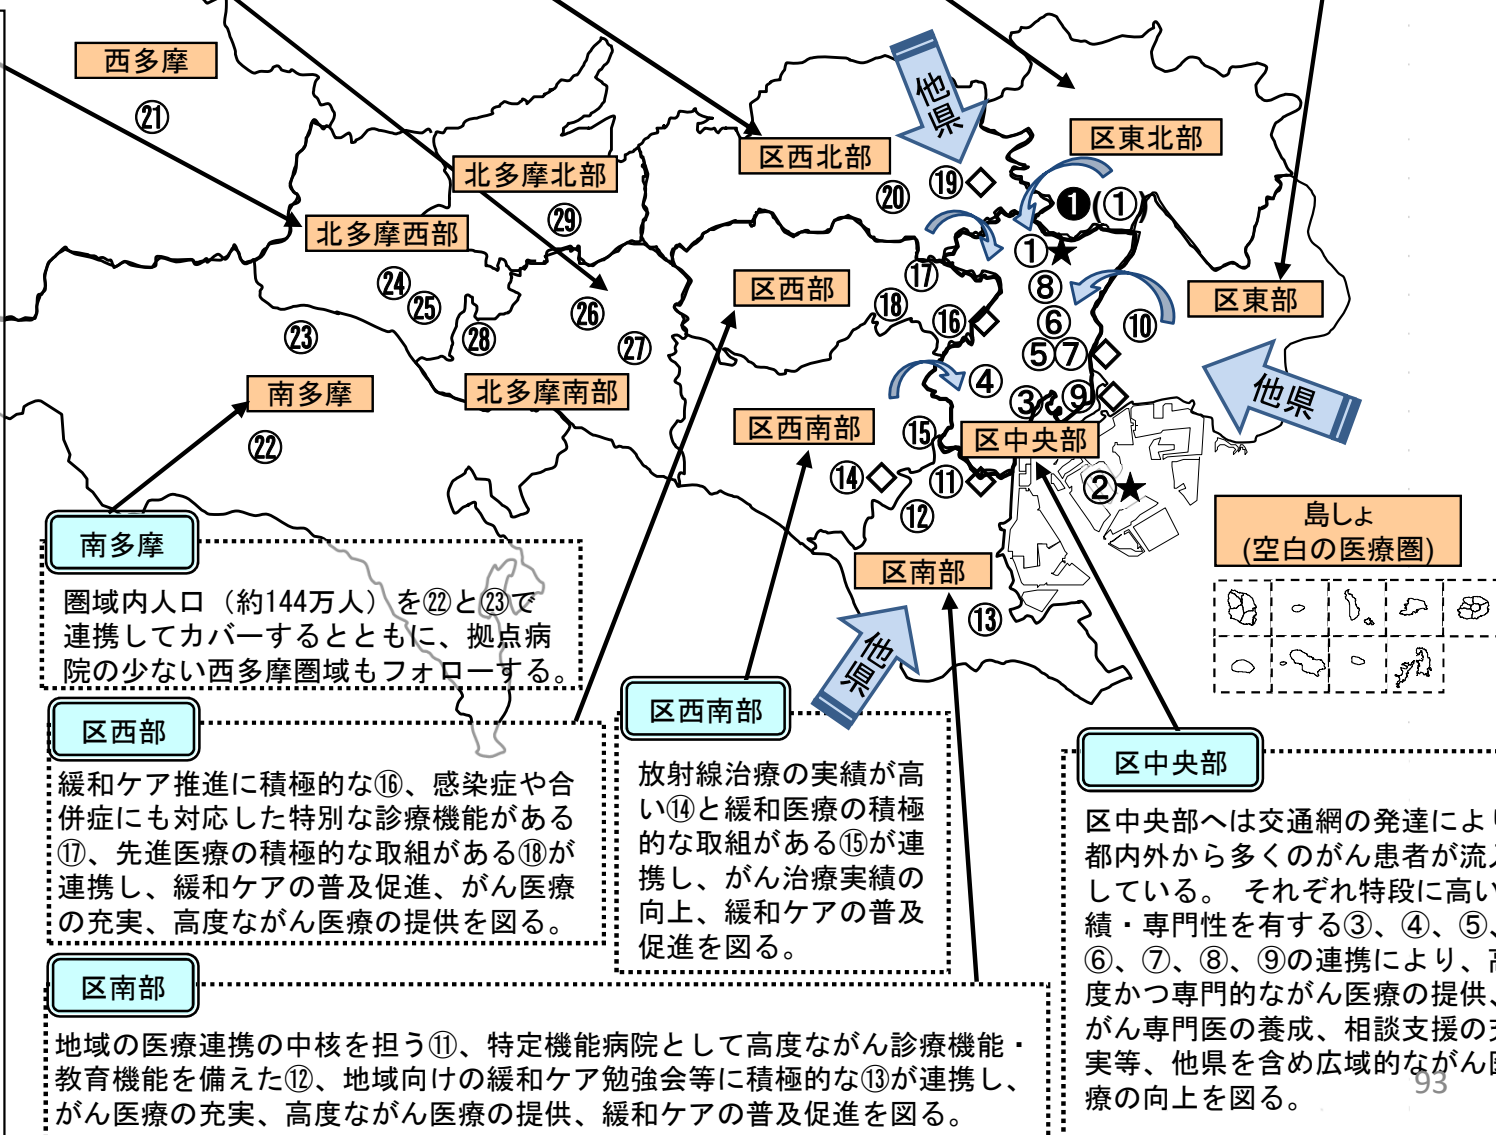 西多摩
㉑
北多摩北部
㉙
北多摩西部
㉔
㉕
㉓
㉘
㉖
㉗
南多摩
㉒
北多摩南部
他県
区西北部
⑳
⑲
区東北部
❶(①)
①★
⑧
⑥
⑤⑦
⑩
区東部
区西部
⑰
⑱
⑯
④
③
⑨
他県
区西南部
⑮
区中央部
⑭
⑪
⑫
②★
区南部
⑬
他県
島しょ
(空白の医療圏)
南多摩
圏域内人口（約144万人）を㉒と㉓で
連携してカバーするとともに、拠点病
院の少ない西多摩圏域もフォローする。
区西部
緩和ケア推進に積極的な⑯、感染症や合
併症にも対応した特別な診療機能がある
⑰、先進医療の積極的な取組がある⑱が
連携し、緩和ケアの普及促進、がん医療
の充実、高度ながん医療の提供を図る。
区西南部
放射線治療の実績が高
い⑭と緩和医療の積極
的な取組がある⑮が連
携し、がん治療実績の
向上、緩和ケアの普及
促進を図る。
区中央部
区中央部へは交通網の発達により
都内外から多くのがん患者が流入
している。 それぞれ特段に高い
績・専門性を有する③、④、⑤、
⑥、⑦、⑧、⑨の連携により、高
度かつ専門的ながん医療の提供、
がん専門医の養成、相談支援の充
実等、他県を含め広域的ながん医
療の向上を図る。
区南部
地域の医療連携の中核を担う⑪、特定機能病院として高度ながん診療機能・
教育機能を備えた⑫、地域向けの緩和ケア勉強会等に積極的な⑬が連携し、
がん医療の充実、高度ながん医療の提供、緩和ケアの普及促進を図る。
93